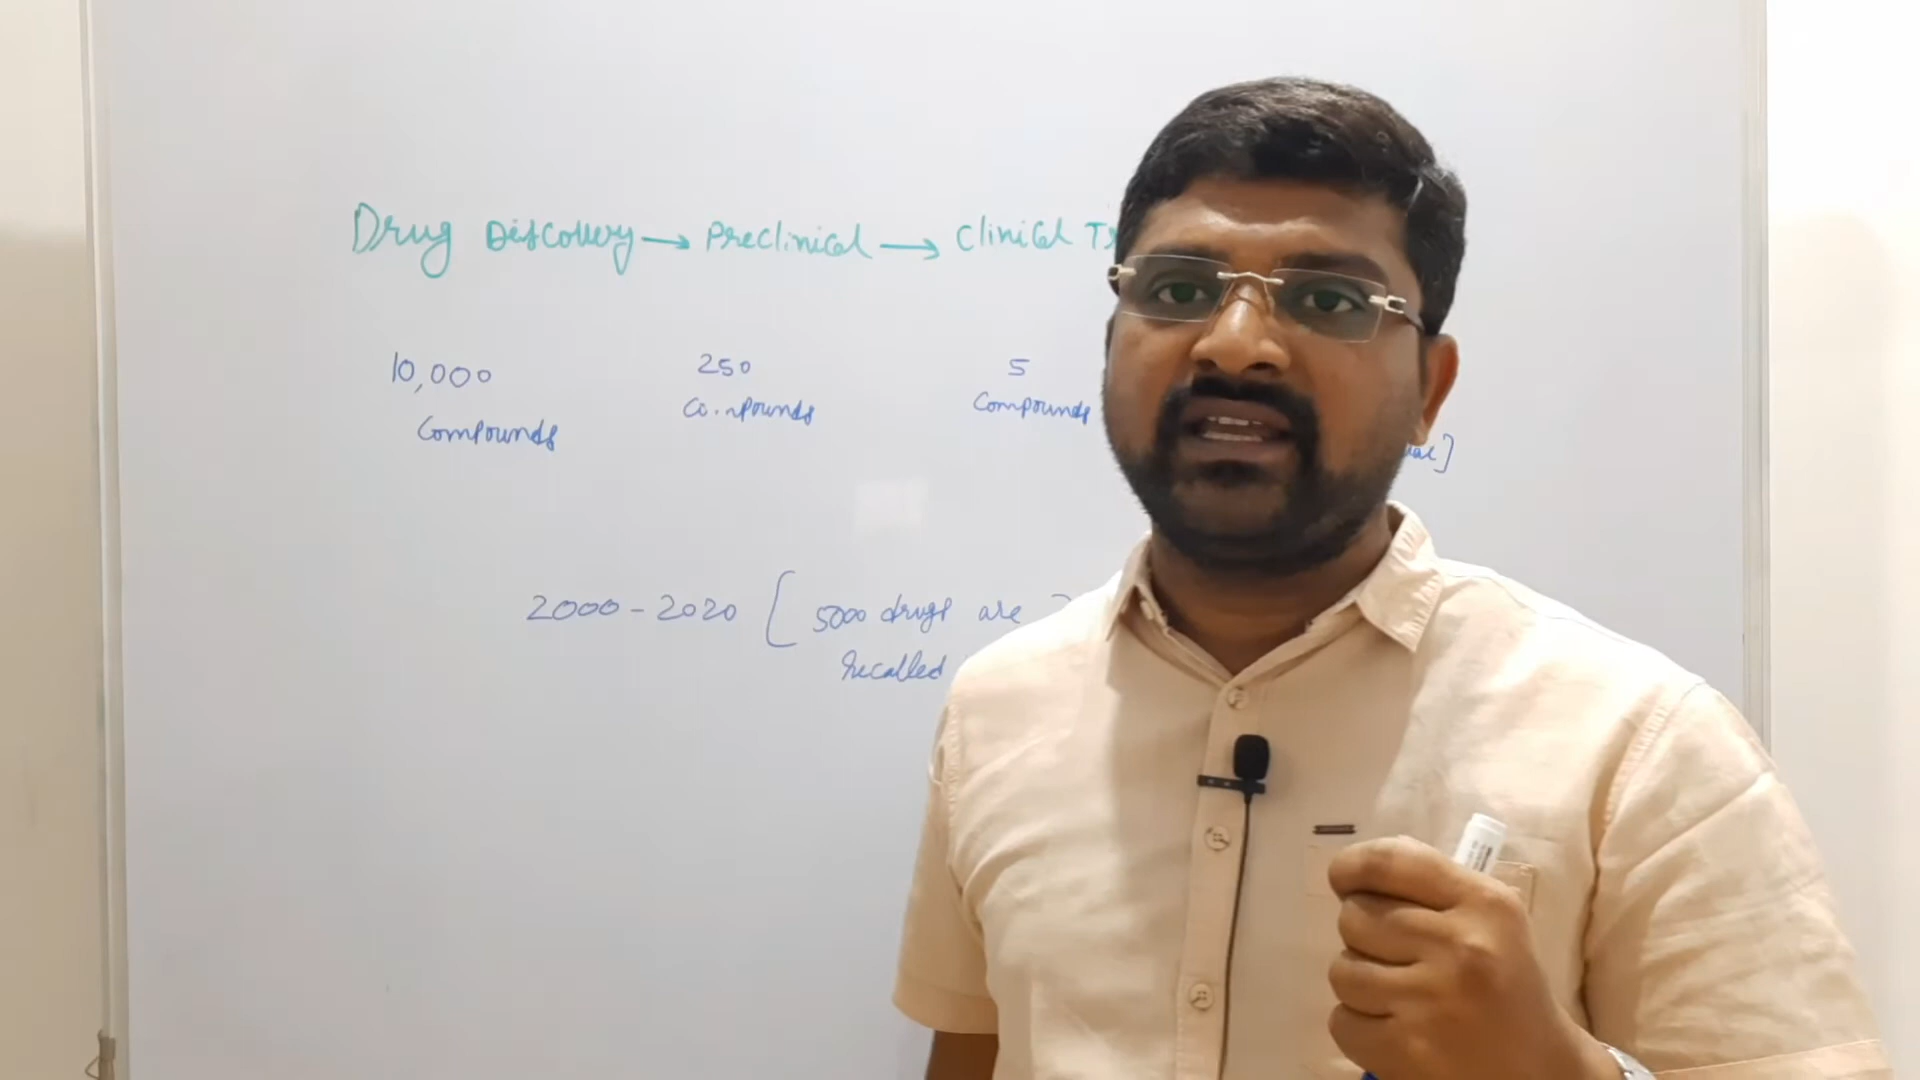 Drug Discovery → Preclinical → Clinical
10,000 250 5
Compounds Compounds Compounds
2000 - 2020 [ 5000 drugs are
recalled